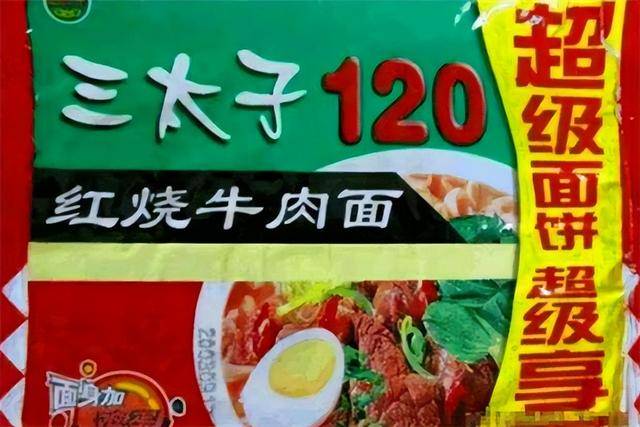 三太子120
红烧牛肉面
超级面饼 超级享
面身加